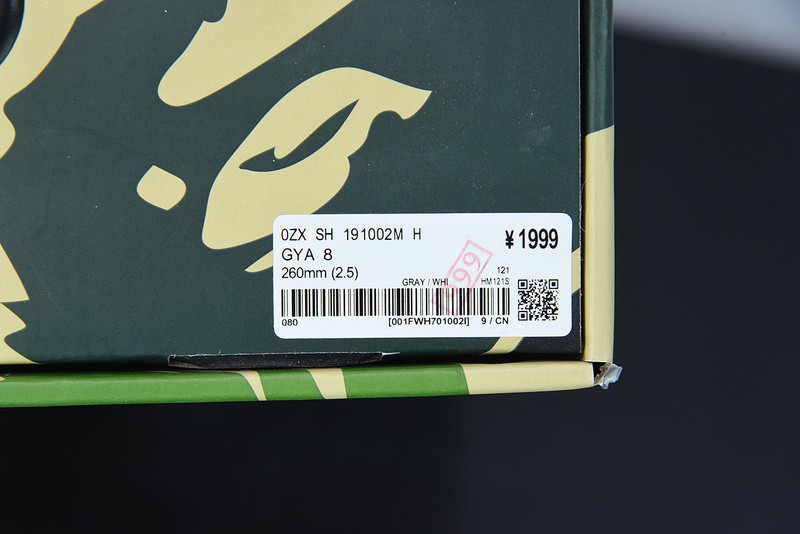 0ZX SH 191002M H
¥1999
GYA 8
260mm (2.5)
121
GRAY / WHI
HM121S
080
[001FWH701002I]
9 / CN